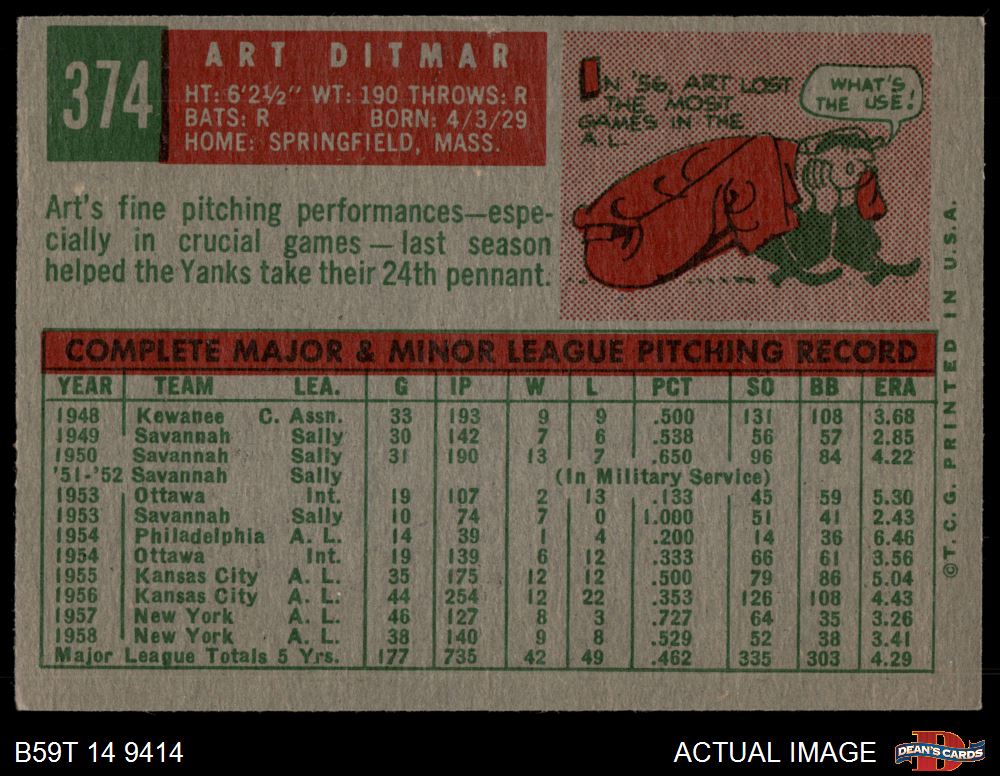 374
ART DITMAR
HT: 6'2½" WT: 190 THROWS: R
BATS: R BORN: 4/3/29
HOME: SPRINGFIELD, MASS.
IN '56, ART LOST
THE MOST
GAMES IN THE
A.L.
WHAT'S
THE USE!
Art's fine pitching performances—espe-
cially in crucial games — last season
helped the Yanks take their 24th pennant.
COMPLETE MAJOR & MINOR LEAGUE PITCHING RECORD
YEAR TEAM LEA. G IP W L PCT SO BB ERA
1948 Kewanee C. Assn. 33 193 9 9 .500 131 108 3.68
1949 Savannah Sally 30 142 7 6 .538 56 57 2.85
1950 Savannah Sally 31 190 13 7 .650 96 84 4.22
'51-'52 Savannah Sally (In Military Service)
1953 Ottawa Int. 19 107 2 13 .133 45 59 5.30
1953 Savannah Sally 10 74 7 0 1.000 51 41 2.43
1954 Philadelphia A. L. 14 39 1 4 .200 14 36 6.46
1954 Ottawa Int. 19 139 6 12 .333 66 61 3.56
1955 Kansas City A. L. 35 175 12 12 .500 79 86 5.04
1956 Kansas City A. L. 44 254 12 22 .353 126 108 4.43
1957 New York A. L. 46 127 8 3 .727 64 35 3.26
1958 New York A. L. 38 140 9 8 .529 52 38 3.41
Major League Totals 5 Yrs. 177 735 42 49 .462 335 303 4.29
©T. C. G. PRINTED IN U.S.A.
B59T 14 9414
ACTUAL IMAGE
DEAN'S CARDS